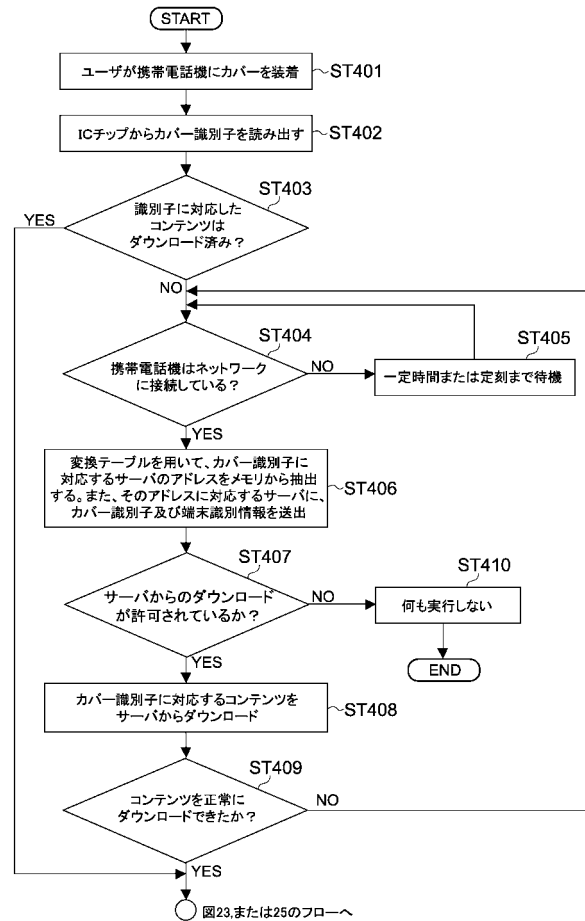 START
ユーザが携帯電話機にカバーを装着
ST401
ICチップからカバー識別子を読み出す
ST402
ST403
識別子に対応した
コンテンツは
ダウンロード済み？
YES
NO
ST404
携帯電話機はネットワーク
に接続している？
NO
ST405
一定時間または定刻まで待機
YES
変換テーブルを用いて、カバー識別子に
対応するサーバのアドレスをメモリから抽出
する。また、そのアドレスに対応するサーバに、
カバー識別子及び端末識別情報を送出
ST406
ST407
サーバからのダウンロード
が許可されているか？
NO
ST410
何も実行しない
END
YES
カバー識別子に対応するコンテンツを
サーバからダウンロード
ST408
ST409
コンテンツを正常に
ダウンロードできたか？
NO
YES
図23,または25のフローへ